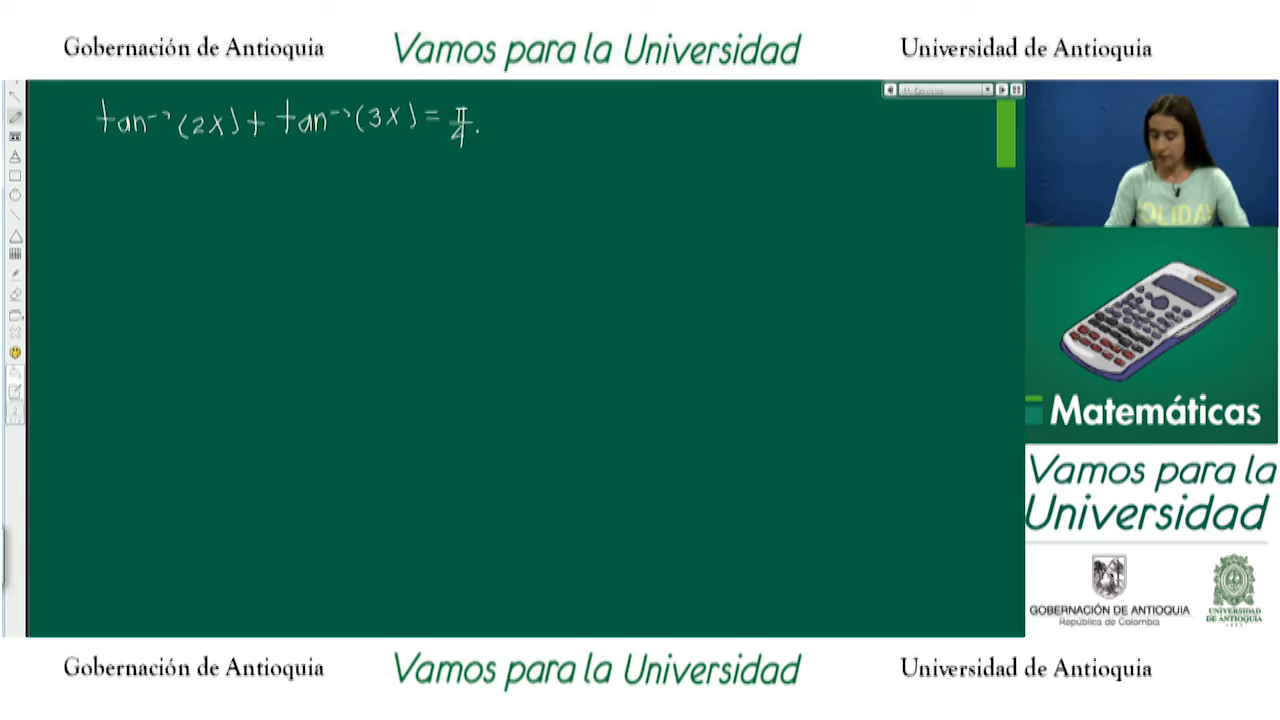 Gobernación de Antioquia
Vamos para la Universidad
Universidad de Antioquia
tan⁻¹(2x) + tan⁻¹(3x) = π/4.
HOLIDAY
Matemáticas
Vamos para la
Universidad
GOBERNACIÓN DE ANTIOQUIA
República de Colombia
UNIVERSIDAD
DE ANTIOQUIA
Gobernación de Antioquia
Vamos para la Universidad
Universidad de Antioquia